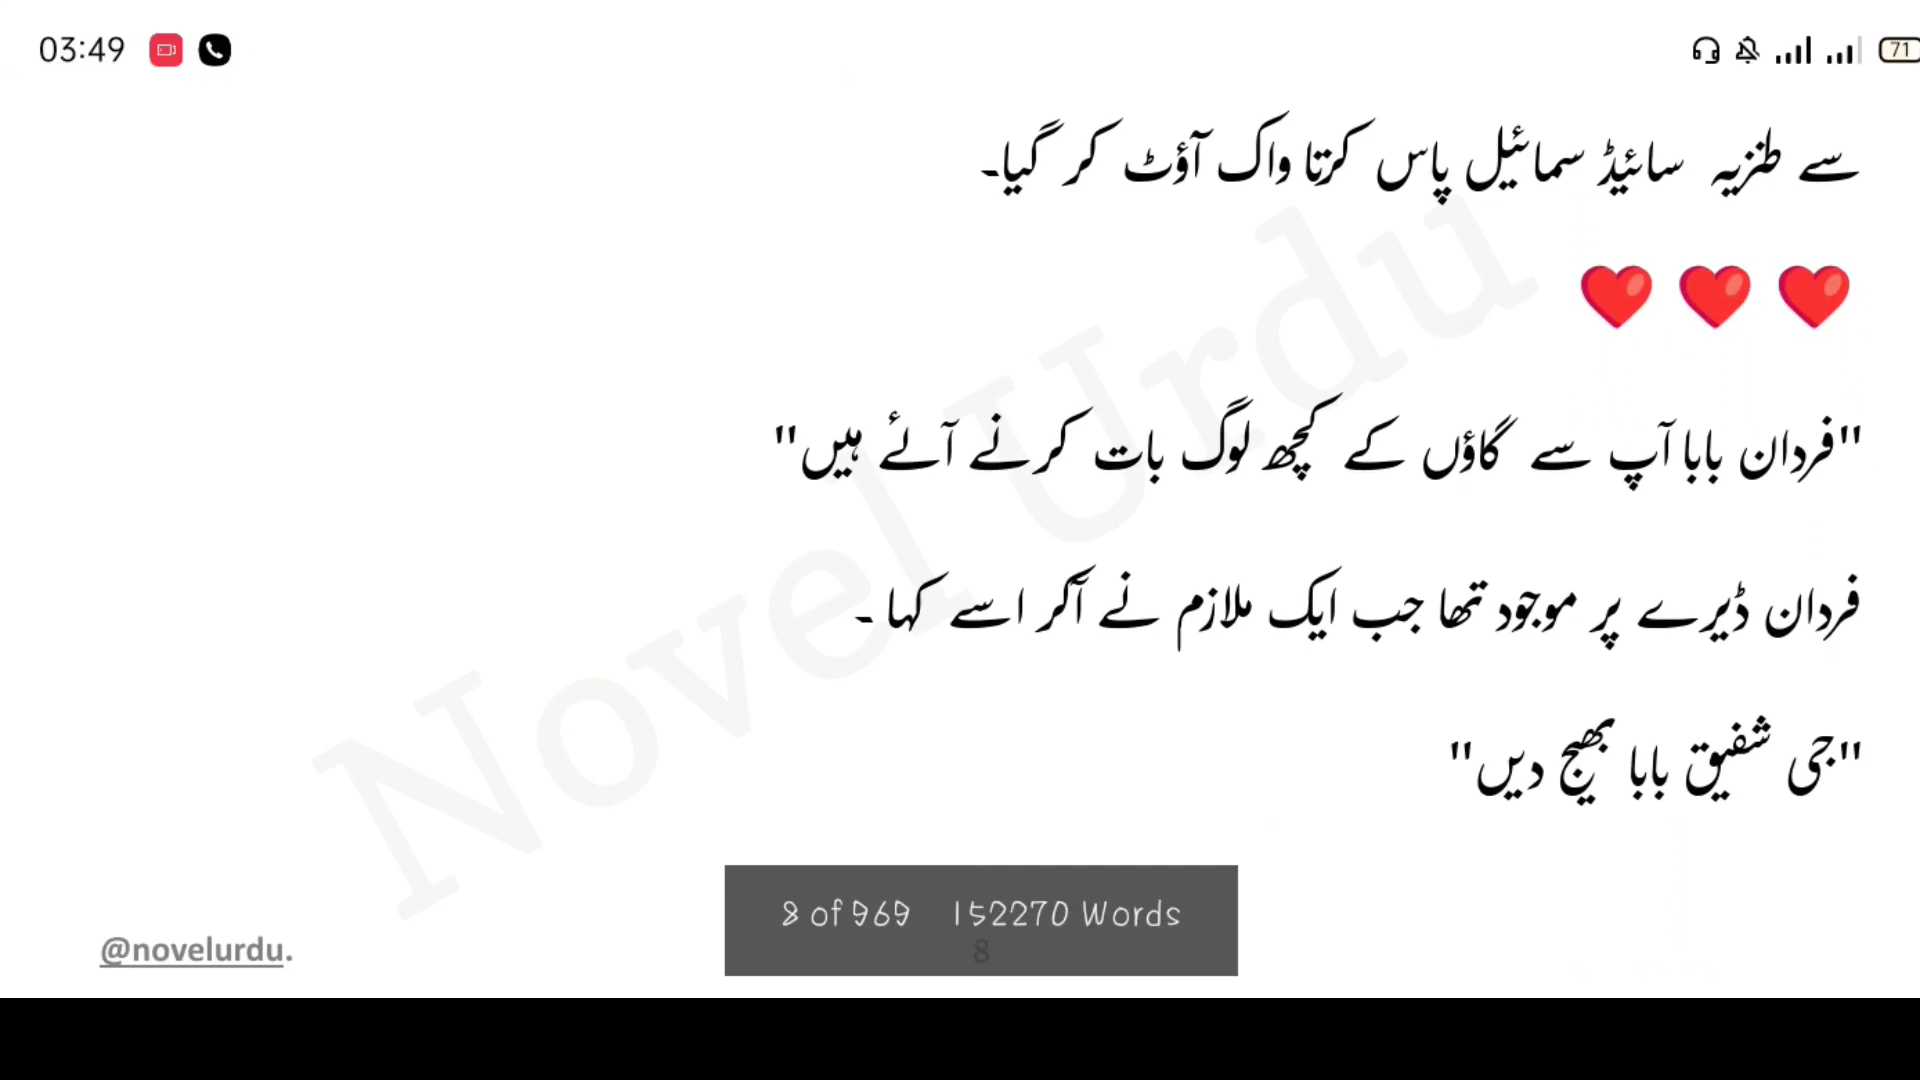 03:49
71
سے طنزیہ سائیڈ سمائیل پاس کرتا واک آؤٹ کر گیا۔
❤️ ❤️ ❤️
"فردان بابا آپ سے گاؤں کے کچھ لوگ بات کرنے آئے ہیں"
فردان ڈیرے پر موجود تھا جب ایک ملازم نے آکر اسے کہا ۔
"جی شفیق بابا بھیج دیں"
Novel Urdu
8 of 969 152270 Words
8
@novelurdu.